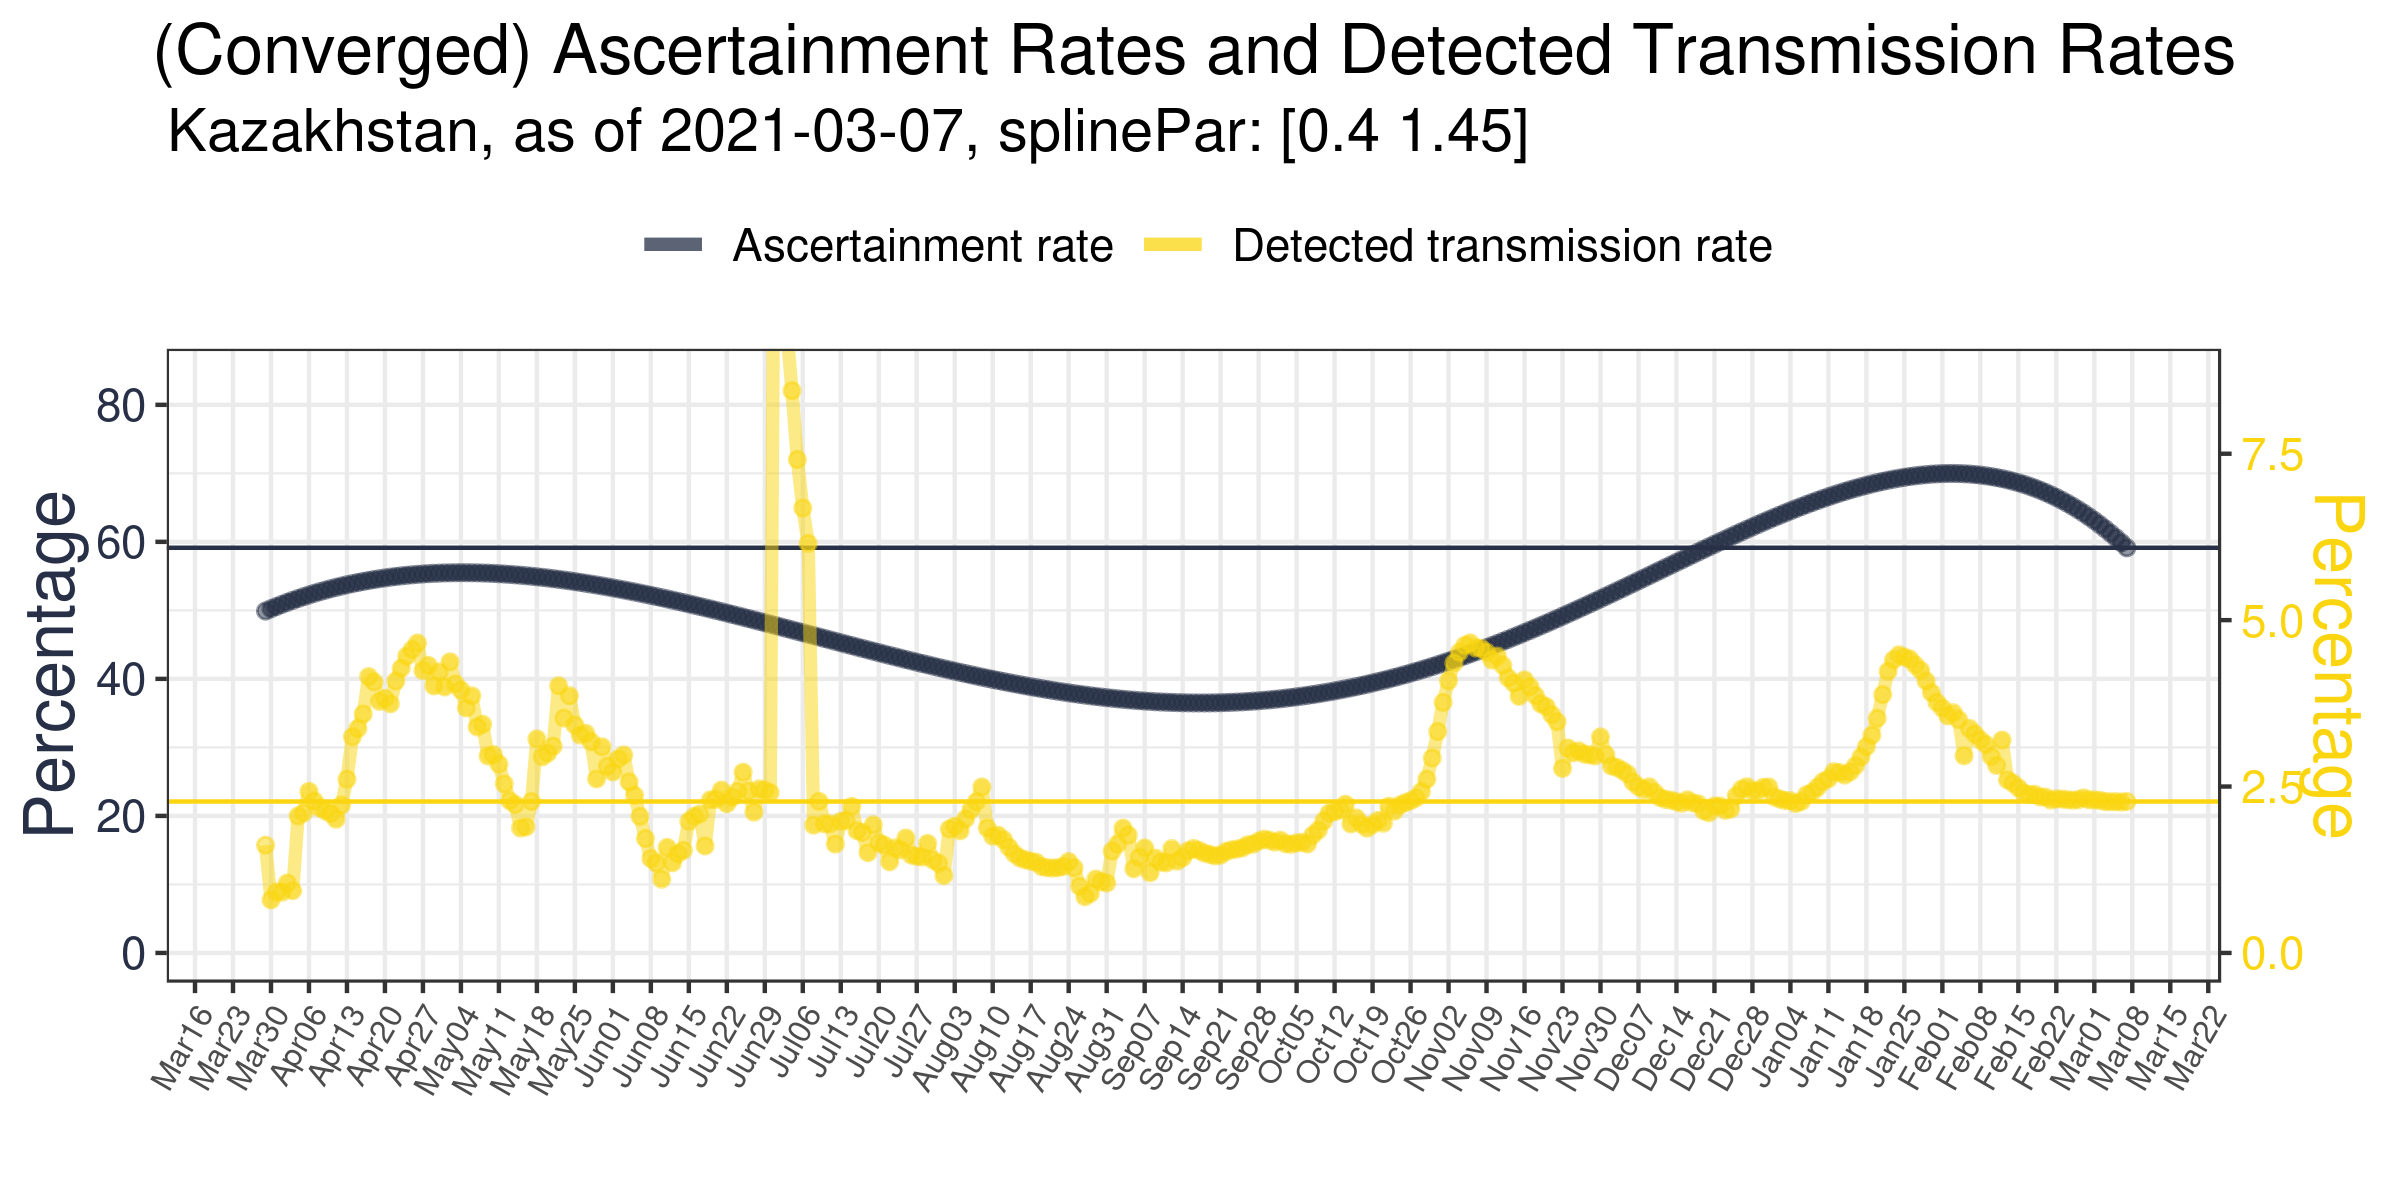 (Converged) Ascertainment Rates and Detected Transmission Rates
Kazakhstan, as of 2021-03-07, splinePar: [0.4 1.45]
Ascertainment rate Detected transmission rate
Percentage
80
60
40
20
0
7.5
5.0
2.5
0.0
Percentage
Mar16 Mar23 Mar30 Apr06 Apr13 Apr20 Apr27 May04 May11 May18 May25 Jun01 Jun08 Jun15 Jun22 Jun29 Jul06 Jul13 Jul20 Jul27 Aug03 Aug10 Aug17 Aug24 Aug31 Sep07 Sep14 Sep21 Sep28 Oct05 Oct12 Oct19 Oct26 Nov02 Nov09 Nov16 Nov23 Nov30 Dec07 Dec14 Dec21 Dec28 Jan04 Jan11 Jan18 Jan25 Feb01 Feb08 Feb15 Feb22 Mar01 Mar08 Mar15 Mar22